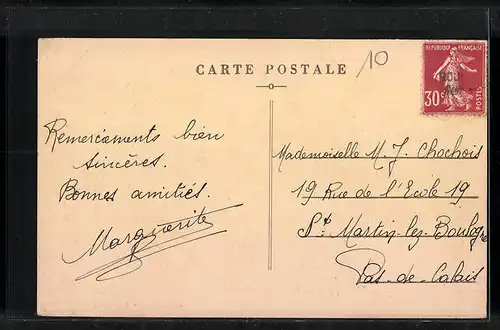 10
CARTE POSTALE
REPUBLIQUE FRANÇAISE
30c
POSTES
Remerciements bien
sincères.
Bonnes amitiés.
Marguerite
Mademoiselle M. J. Chochois
19 Rue de l'Ecole 19
St Martin-lez-Boulogne
Pas-de-Calais